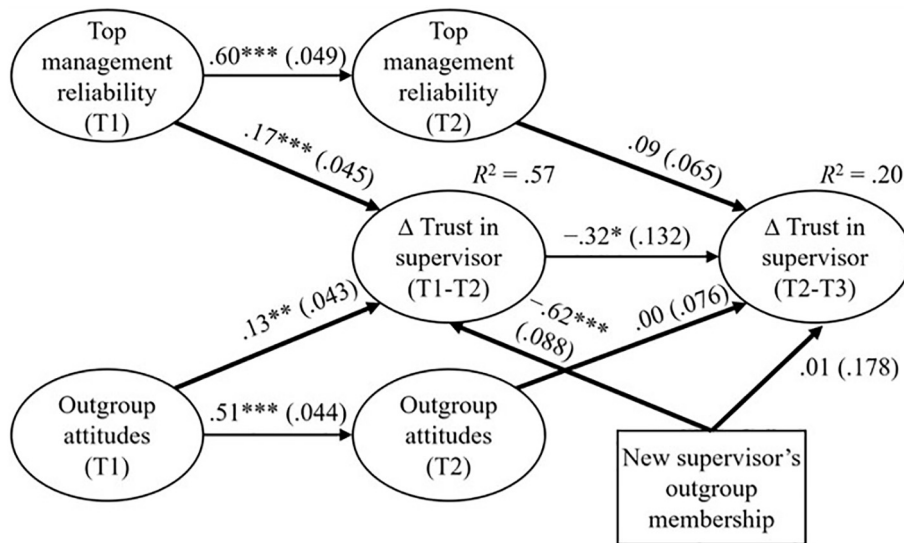 Top
management
reliability
(T1)
.60*** (.049)
Top
management
reliability
(T2)
.17*** (.045)
.09 (.065)
R² = .57
R² = .20
Δ Trust in
supervisor
(T1-T2)
−.32* (.132)
Δ Trust in
supervisor
(T2-T3)
.13** (.043)
−.62***
(.088)
.00 (.076)
.01 (.178)
Outgroup
attitudes
(T1)
.51*** (.044)
Outgroup
attitudes
(T2)
New supervisor’s
outgroup
membership